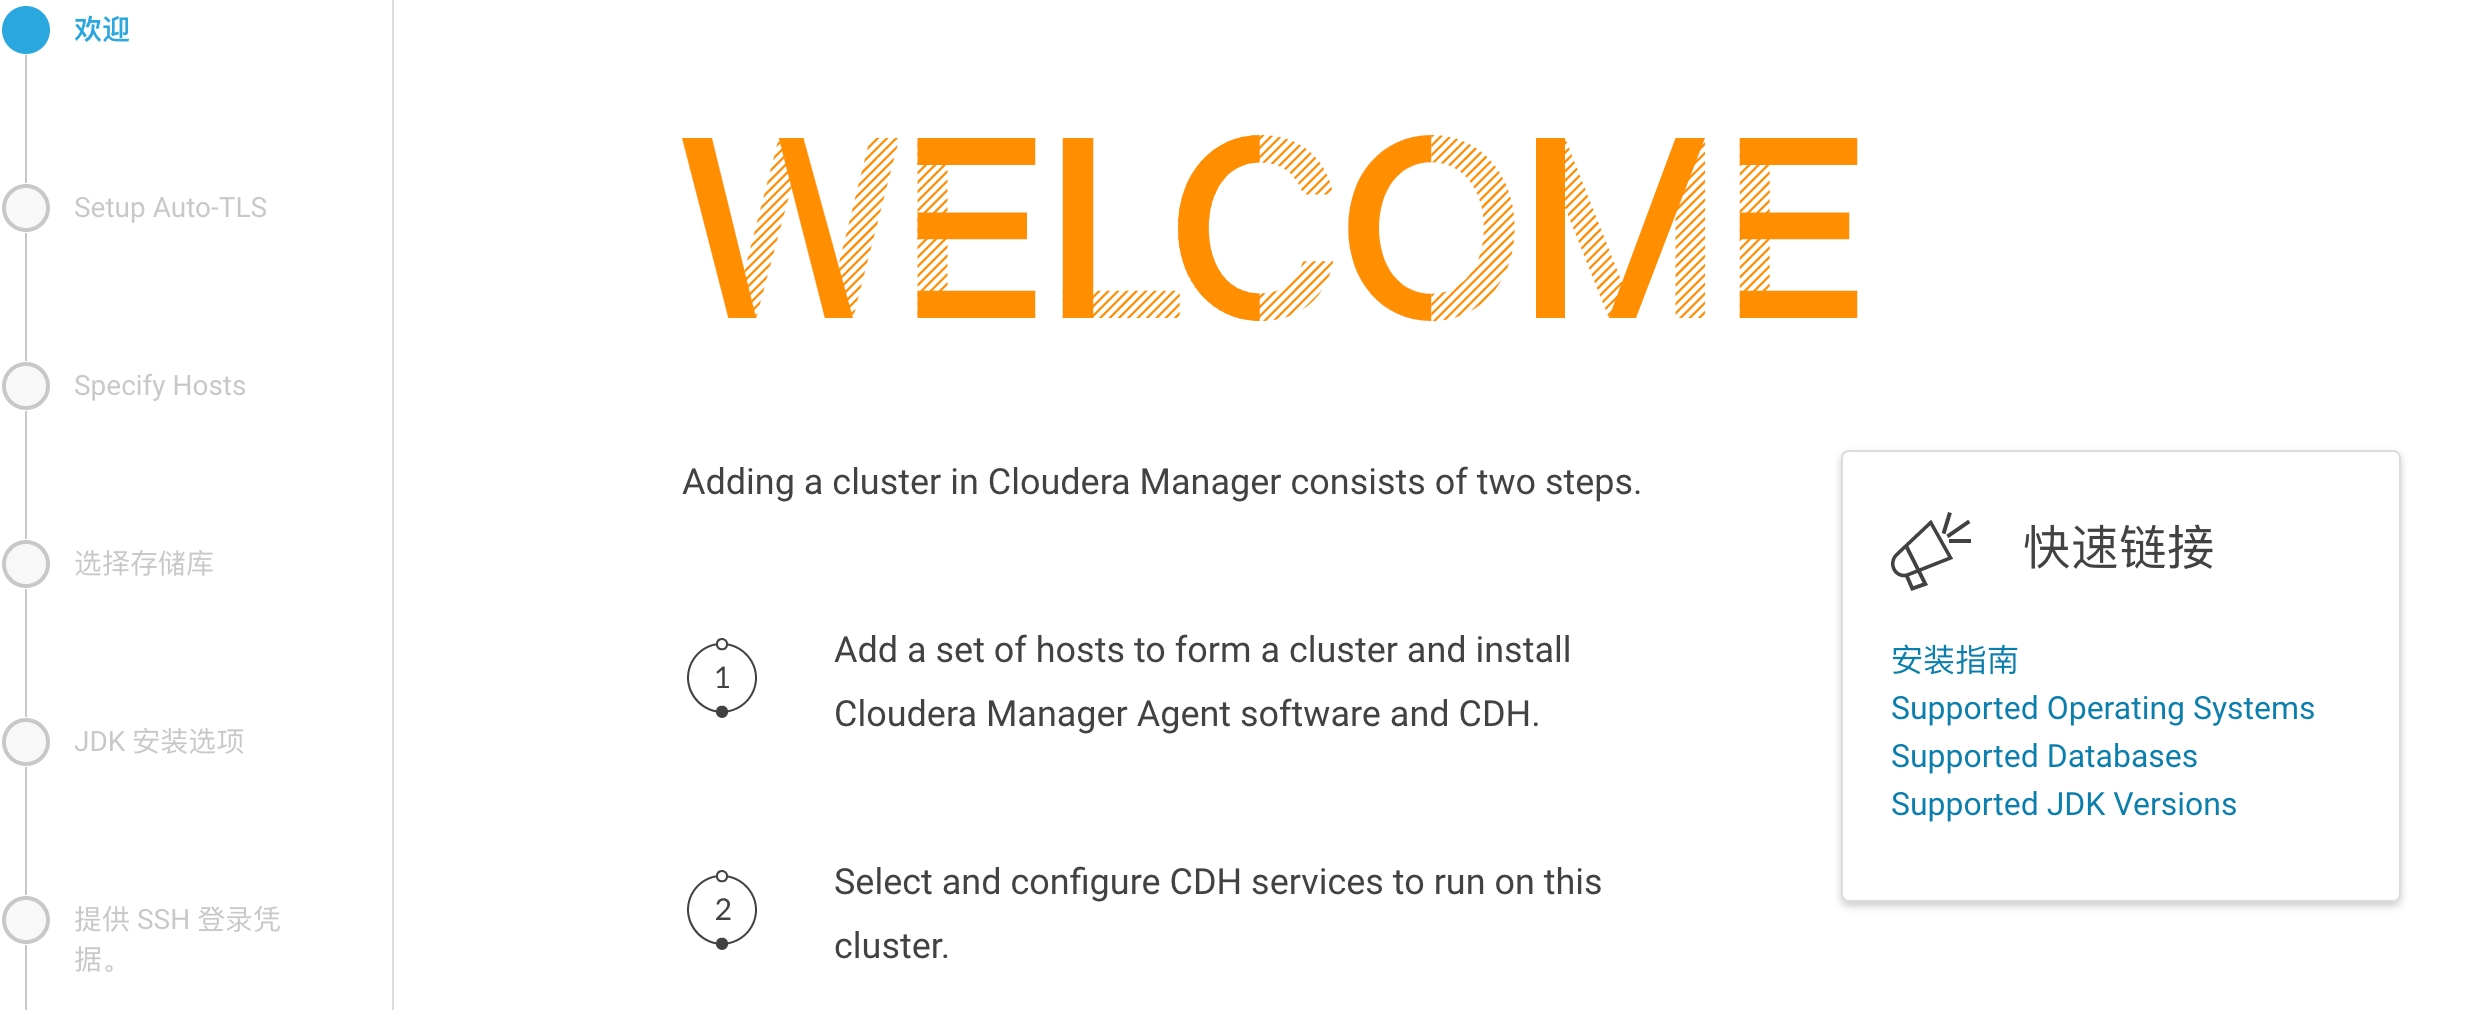 欢迎
Setup Auto-TLS
Specify Hosts
选择存储库
JDK 安装选项
提供 SSH 登录凭
据。
WELCOME
Adding a cluster in Cloudera Manager consists of two steps.
1
Add a set of hosts to form a cluster and install
Cloudera Manager Agent software and CDH.
2
Select and configure CDH services to run on this
cluster.
快速链接
安装指南
Supported Operating Systems
Supported Databases
Supported JDK Versions